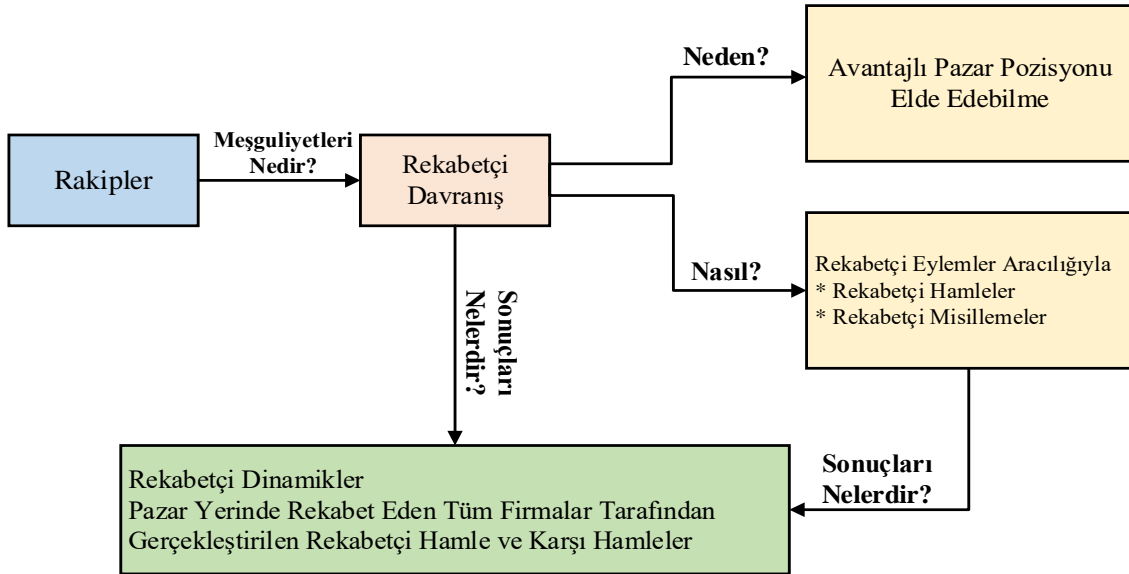 Rakipler
Meşguliyetleri
Nedir?
Rekabetçi
Davranış
Neden?
Avantajlı Pazar Pozisyonu
Elde Edebilme
Nasıl?
Rekabetçi Eylemler Aracılığıyla
* Rekabetçi Hamleler
* Rekabetçi Misillemeler
Sonuçları
Nelerdir?
Sonuçları
Nelerdir?
Rekabetçi Dinamikler
Pazar Yerinde Rekabet Eden Tüm Firmalar Tarafından
Gerçekleştirilen Rekabetçi Hamle ve Karşı Hamleler